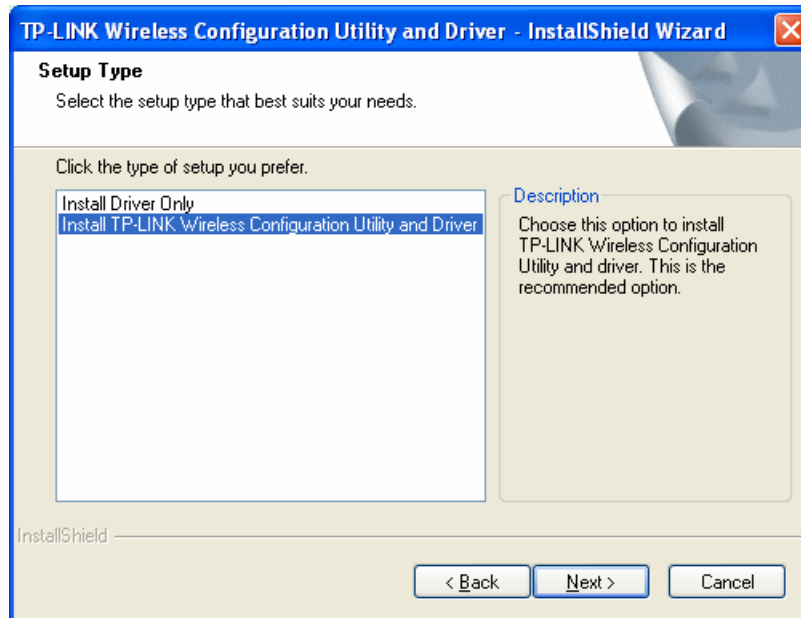 TP-LINK Wireless Configuration Utility and Driver - InstallShield Wizard
Setup Type
Select the setup type that best suits your needs.
Click the type of setup you prefer.
Install Driver Only
Install TP-LINK Wireless Configuration Utility and Driver
Description
Choose this option to install
TP-LINK Wireless Configuration
Utility and driver. This is the
recommended option.
InstallShield
< Back
Next >
Cancel